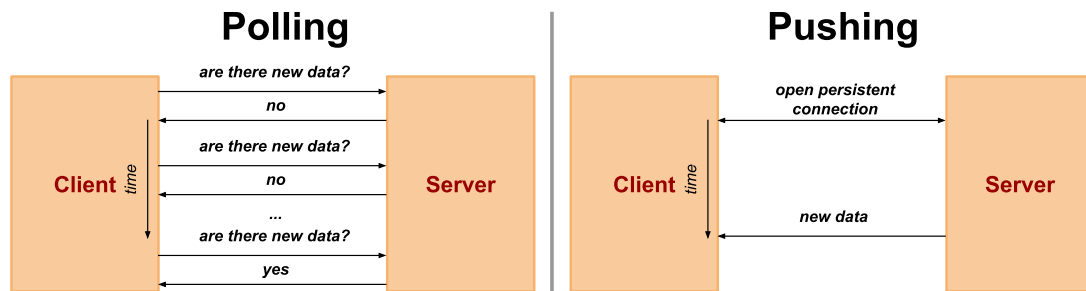 Polling
are there new data?
no
are there new data?
no
...
are there new data?
yes
Client
time
Server
Pushing
open persistent
connection
new data
Client
time
Server